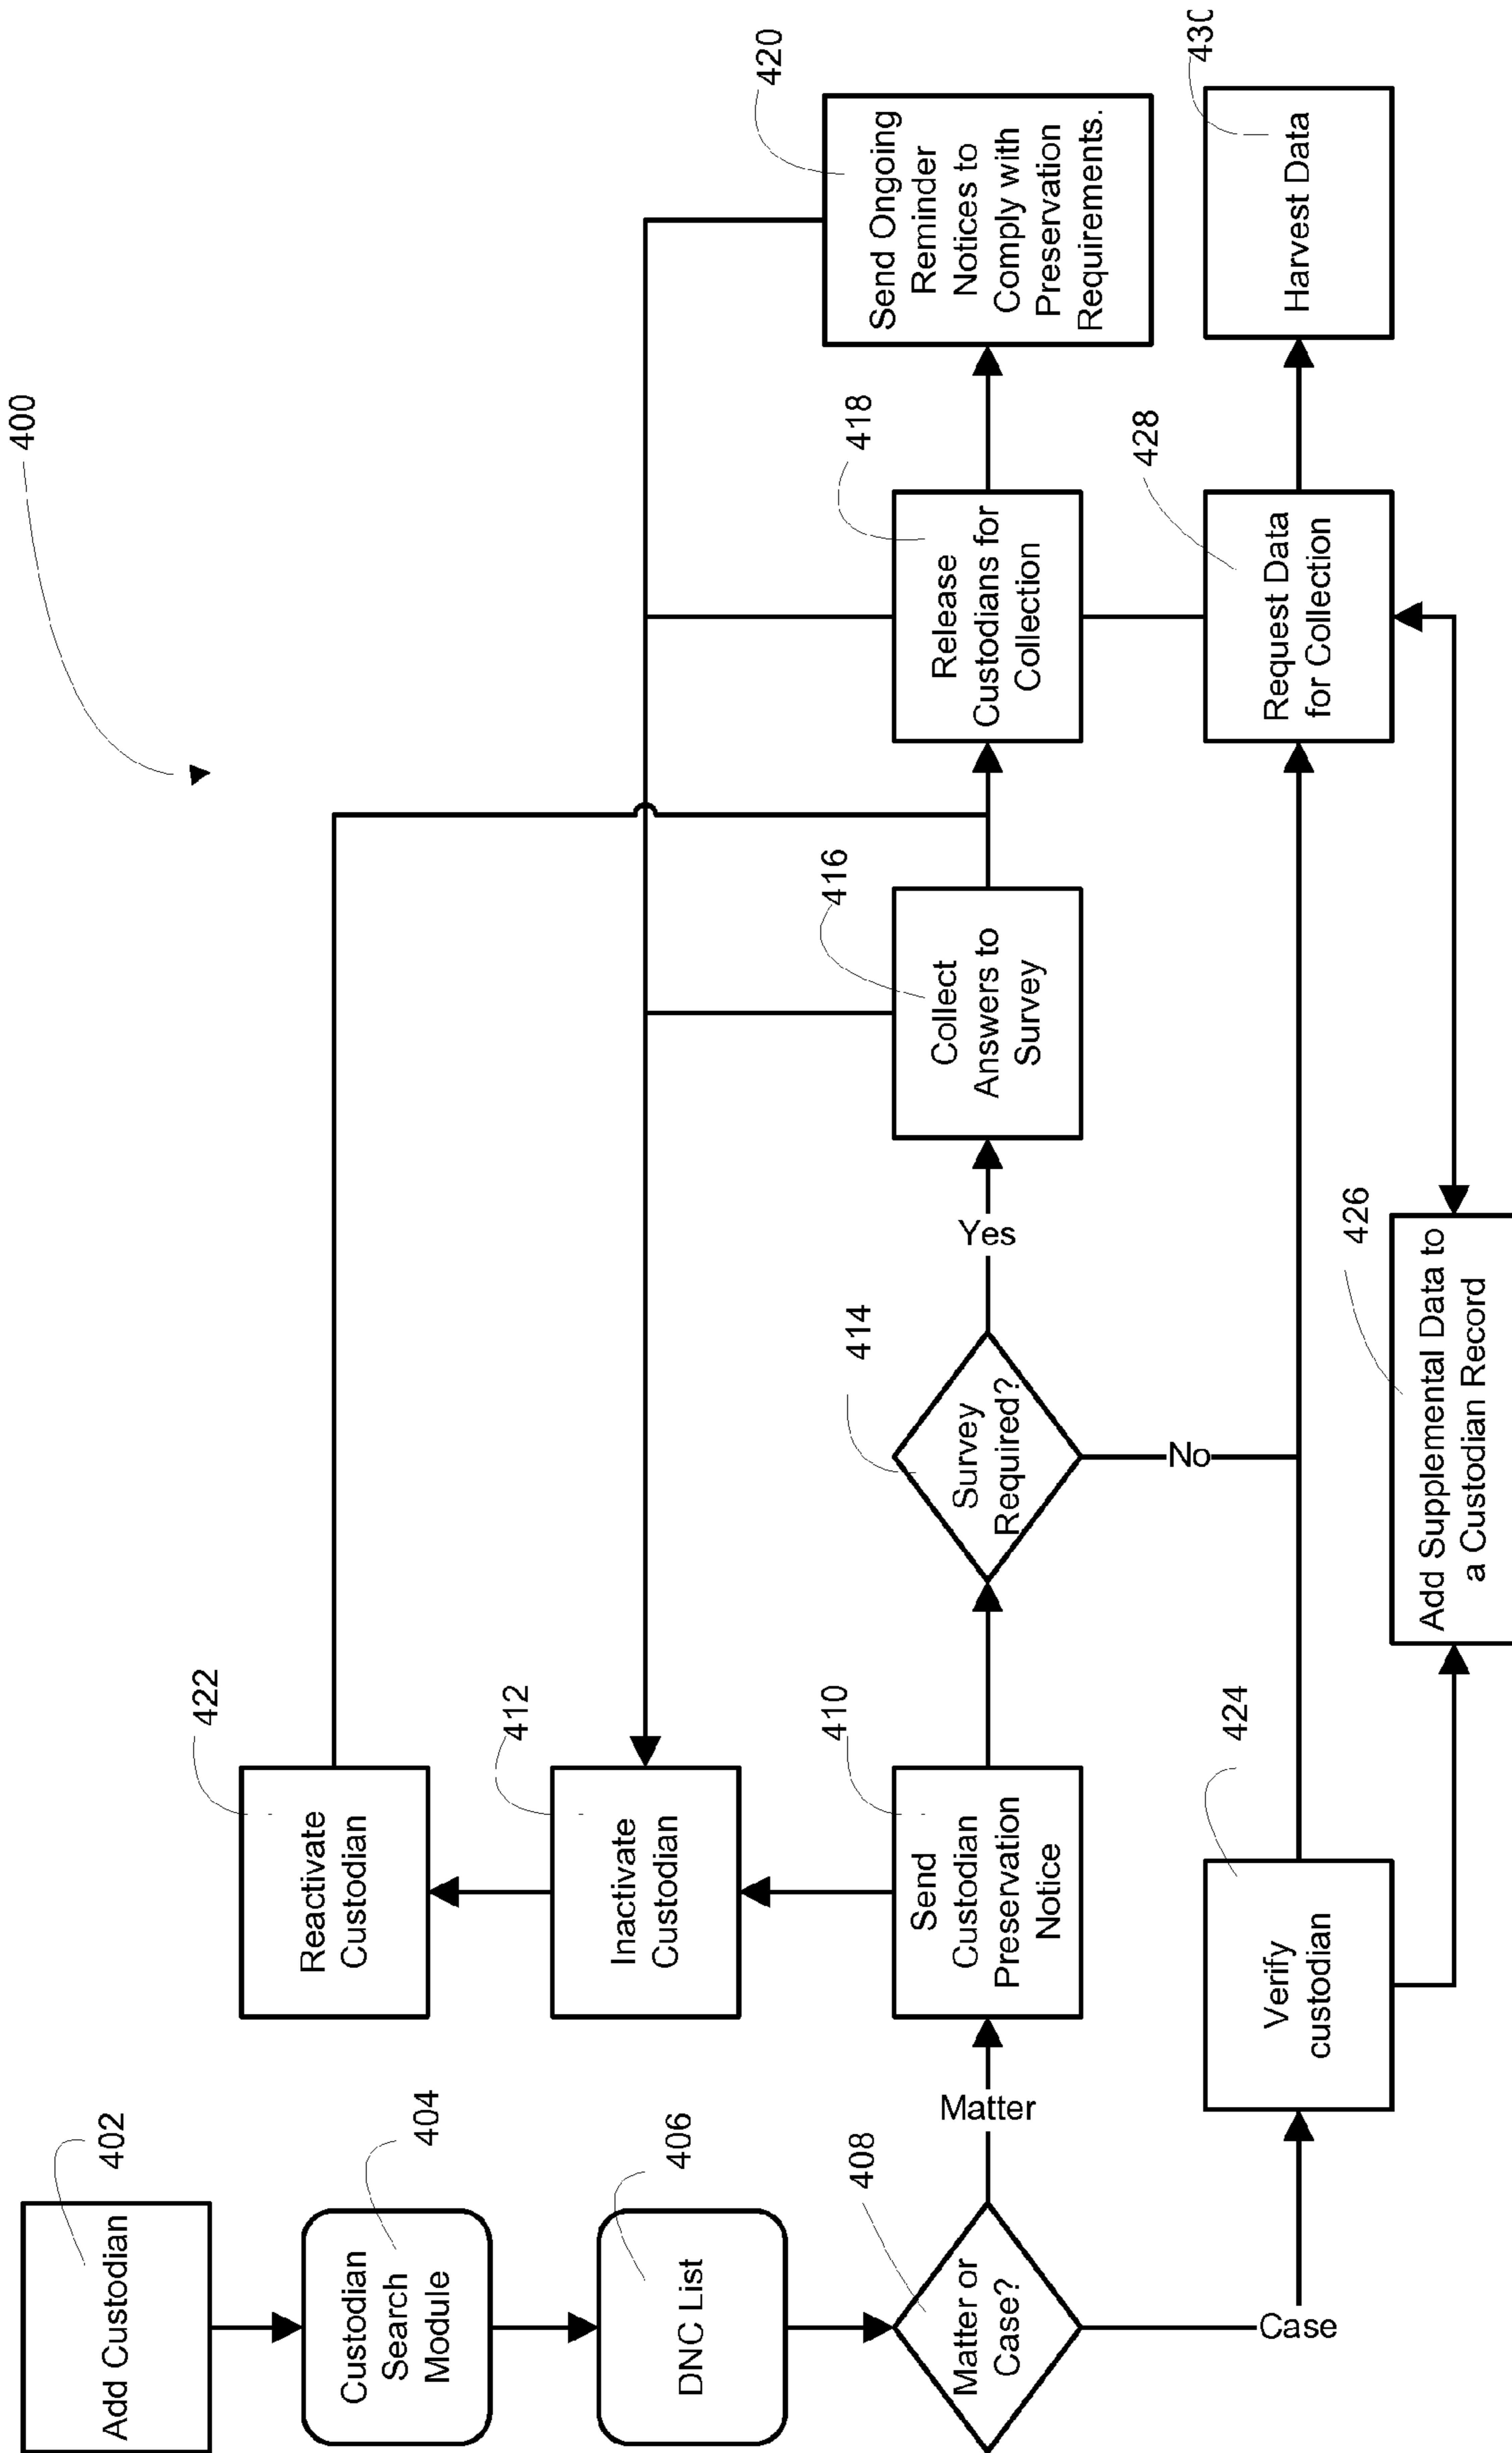 400
Add Custodian
402
Custodian
Search
Module
404
DNC List
406
Matter or
Case?
408
Matter
Case
Send
Custodian
Preservation
Notice
410
Inactivate
Custodian
412
Reactivate
Custodian
422
Survey
Required?
414
Yes
No
Collect
Answers to
Survey
416
Release
Custodians for
Collection
418
Send Ongoing
Reminder
Notices to
Comply with
Preservation
Requirements.
420
Verify
custodian
424
Add Supplemental Data to
a Custodian Record
426
Request Data
for Collection
428
Harvest Data
430